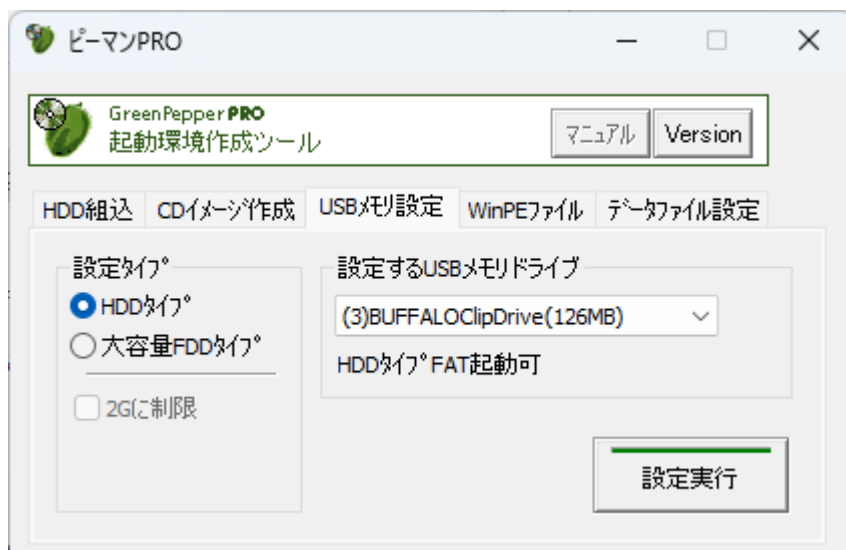 ピーマンPRO
GreenPepper PRO
起動環境作成ツール
マニュアル
Version
HDD組込
CDイメージ作成
USBメモリ設定
WinPEファイル
データファイル設定
設定タイプ
HDDタイプ
大容量FDDタイプ
2Gに制限
設定するUSBメモリドライブ
(3)BUFFALOClipDrive(126MB)
HDDタイプFAT起動可
設定実行